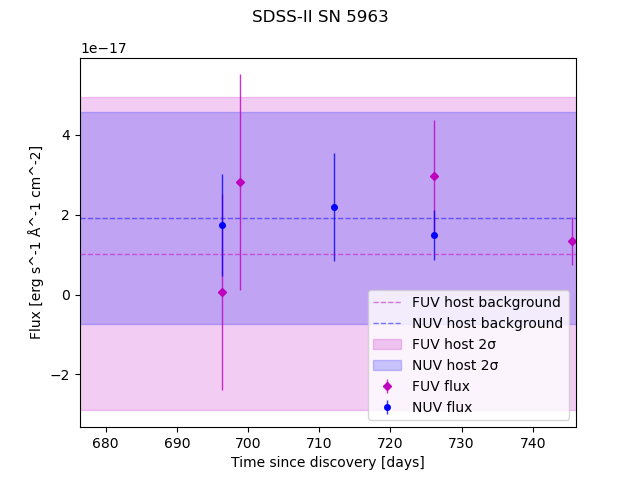 SDSS-II SN 5963
1e−17
Flux [erg s^-1 Å^-1 cm^-2]
4
2
0
−2
680 690 700 710 720 730 740
Time since discovery [days]
FUV host background
NUV host background
FUV host 2σ
NUV host 2σ
FUV flux
NUV flux